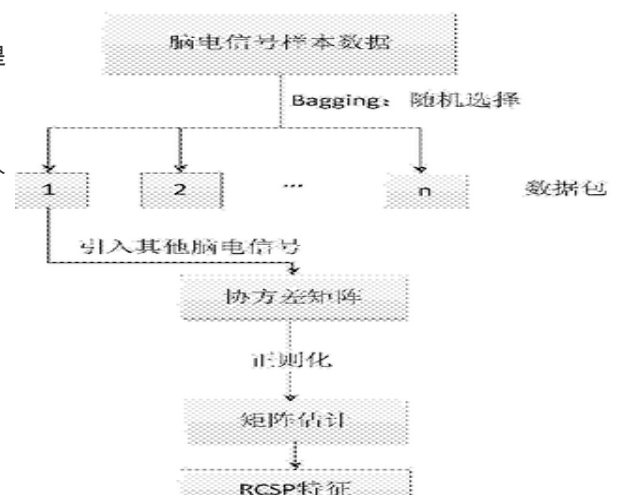 脑电信号样本数据
Bagging：随机选择
1 2 ... n 数据包
引入其他脑电信号
协方差矩阵
正则化
矩阵估计
RCSP特征